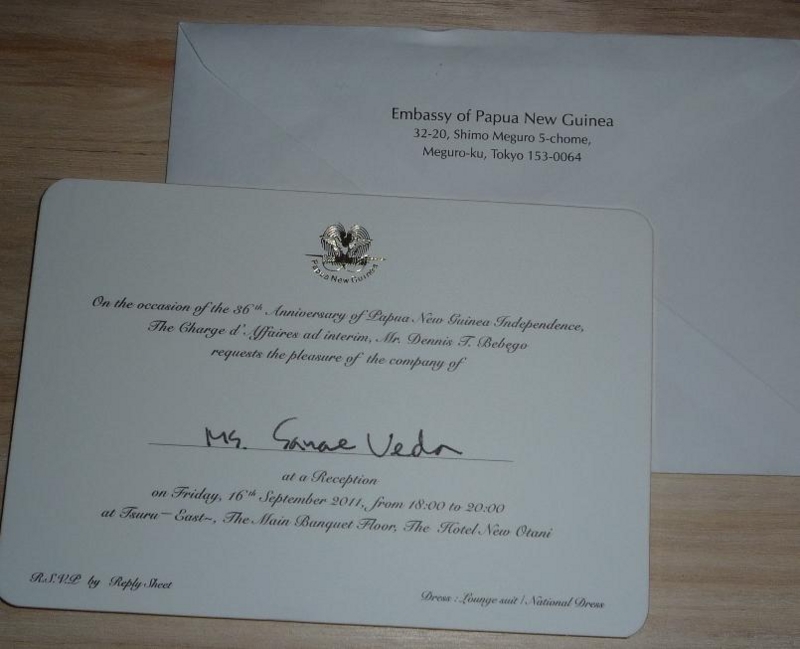 Embassy of Papua New Guinea
32-20, Shimo Meguro 5-chome,
Meguro-ku, Tokyo 153-0064
Papua New Guinea
On the occasion of the 36th Anniversary of Papua New Guinea Independence,
The Charge d'Affaires ad interim, Mr. Dennis T. Bebego
requests the pleasure of the company of
Ms. Sanae Ueda
at a Reception
on Friday, 16th September 2011, from 18:00 to 20:00
at Tsuru—East~, The Main Banquet Floor, The Hotel New Otani
R.S.V.P by Reply Sheet
Dress : Lounge suit / National Dress